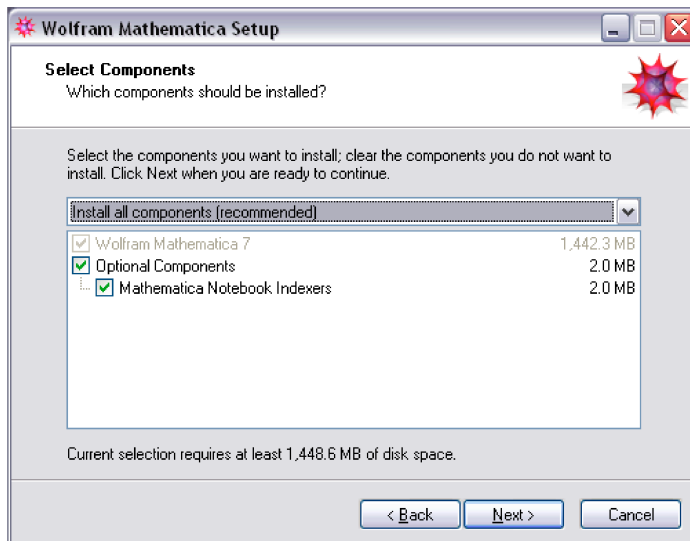 Wolfram Mathematica Setup
Select Components
Which components should be installed?
Select the components you want to install; clear the components you do not want to
install. Click Next when you are ready to continue.
Install all components (recommended)
Wolfram Mathematica 7 1,442.3 MB
Optional Components 2.0 MB
Mathematica Notebook Indexers 2.0 MB
Current selection requires at least 1,448.6 MB of disk space.
< Back Next > Cancel